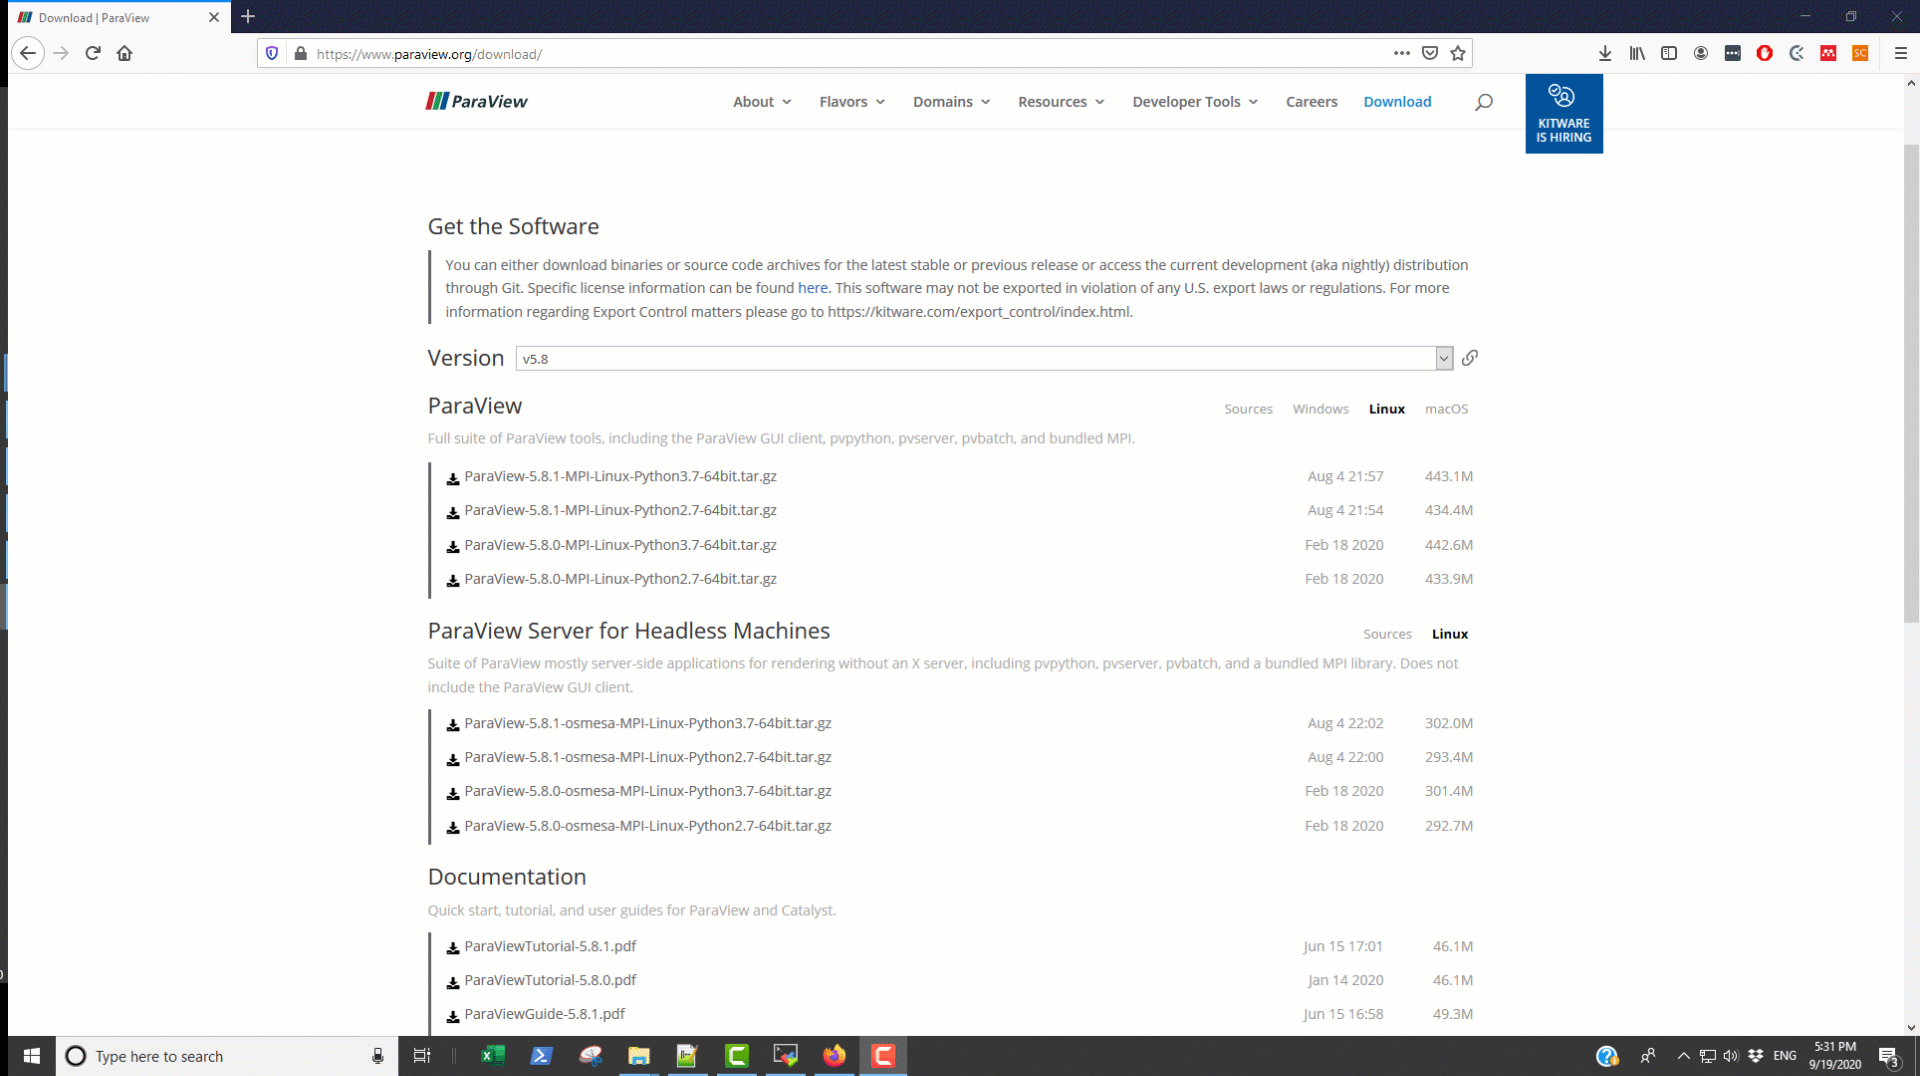 Download | ParaView
https://www.paraview.org/download/
SC
ParaView
About
Flavors
Domains
Resources
Developer Tools
Careers
Download
KITWARE
IS HIRING
Get the Software
You can either download binaries or source code archives for the latest stable or previous release or access the current development (aka nightly) distribution
through Git. Specific license information can be found here. This software may not be exported in violation of any U.S. export laws or regulations. For more
information regarding Export Control matters please go to https://kitware.com/export_control/index.html.
Version v5.8
ParaView Sources Windows Linux macOS
Full suite of ParaView tools, including the ParaView GUI client, pvpython, pvserver, pvbatch, and bundled MPI.
ParaView-5.8.1-MPI-Linux-Python3.7-64bit.tar.gz Aug 4 21:57 443.1M
ParaView-5.8.1-MPI-Linux-Python2.7-64bit.tar.gz Aug 4 21:54 434.4M
ParaView-5.8.0-MPI-Linux-Python3.7-64bit.tar.gz Feb 18 2020 442.6M
ParaView-5.8.0-MPI-Linux-Python2.7-64bit.tar.gz Feb 18 2020 433.9M
ParaView Server for Headless Machines Sources Linux
Suite of ParaView mostly server-side applications for rendering without an X server, including pvpython, pvserver, pvbatch, and a bundled MPI library. Does not
include the ParaView GUI client.
ParaView-5.8.1-osmesa-MPI-Linux-Python3.7-64bit.tar.gz Aug 4 22:02 302.0M
ParaView-5.8.1-osmesa-MPI-Linux-Python2.7-64bit.tar.gz Aug 4 22:00 293.4M
ParaView-5.8.0-osmesa-MPI-Linux-Python3.7-64bit.tar.gz Feb 18 2020 301.4M
ParaView-5.8.0-osmesa-MPI-Linux-Python2.7-64bit.tar.gz Feb 18 2020 292.7M
Documentation
Quick start, tutorial, and user guides for ParaView and Catalyst.
ParaViewTutorial-5.8.1.pdf Jun 15 17:01 46.1M
ParaViewTutorial-5.8.0.pdf Jan 14 2020 46.1M
ParaViewGuide-5.8.1.pdf Jun 15 16:58 49.3M
Type here to search
ENG
5:31 PM
9/19/2020
3